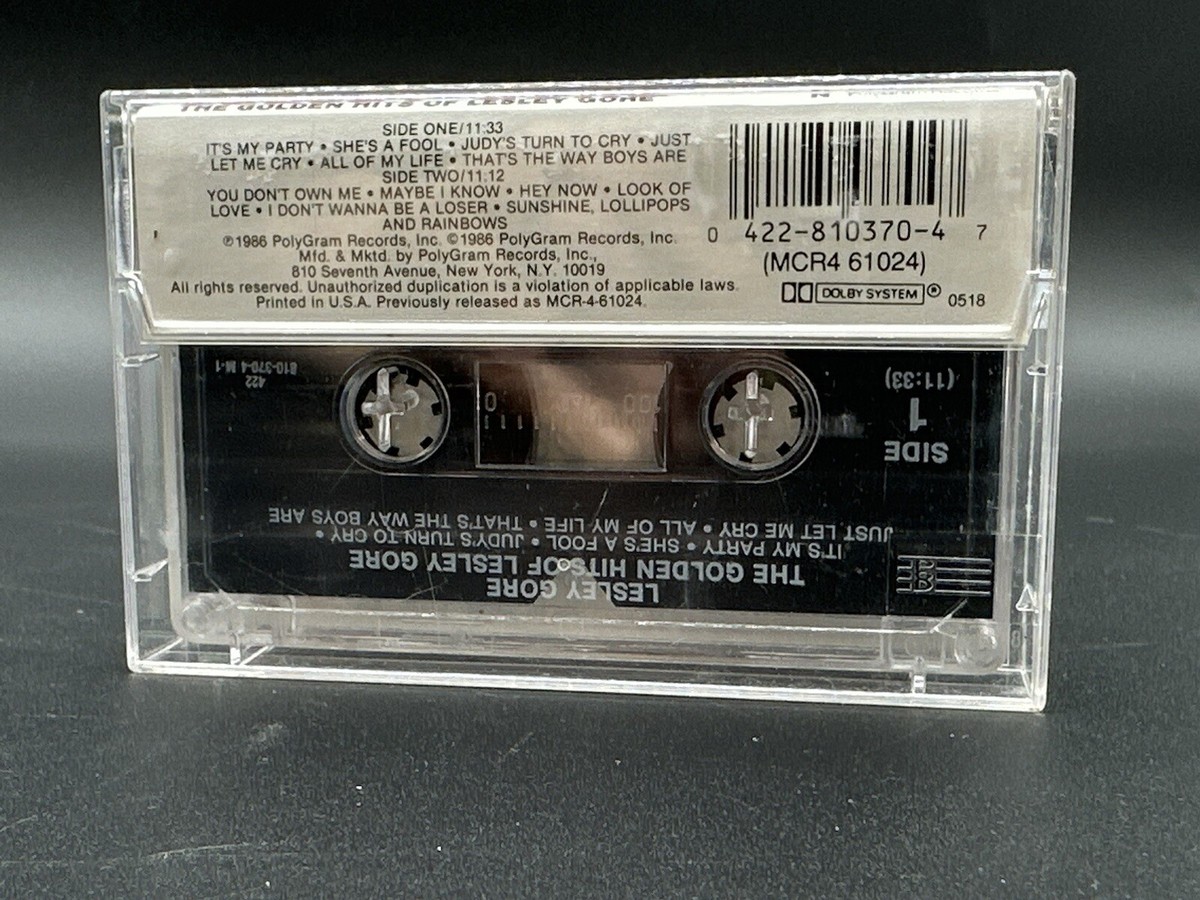 THE GOLDEN HITS OF LESLEY GORE
SIDE ONE/11:33
IT'S MY PARTY • SHE'S A FOOL • JUDY'S TURN TO CRY • JUST
LET ME CRY • ALL OF MY LIFE • THAT'S THE WAY BOYS ARE
SIDE TWO/11:12
YOU DON'T OWN ME • MAYBE I KNOW • HEY NOW • LOOK OF
LOVE • I DON'T WANNA BE A LOSER • SUNSHINE, LOLLIPOPS
AND RAINBOWS
℗1986 PolyGram Records, Inc. ©1986 PolyGram Records, Inc.
Mfd. & Mktd. by PolyGram Records, Inc.,
810 Seventh Avenue, New York, N.Y. 10019
All rights reserved. Unauthorized duplication is a violation of applicable laws.
Printed in U.S.A. Previously released as MCR-4-61024.
0 422-810370-4 7
(MCR4 61024)
DOLBY SYSTEM® 0518
LESLEY GORE
THE GOLDEN HITS OF LESLEY GORE
IT'S MY PARTY • SHE'S A FOOL • JUDY'S TURN TO CRY •
JUST LET ME CRY • ALL OF MY LIFE • THAT'S THE WAY BOYS ARE
SIDE
1
(11:33)
422
810-370-4 M-1
0 100